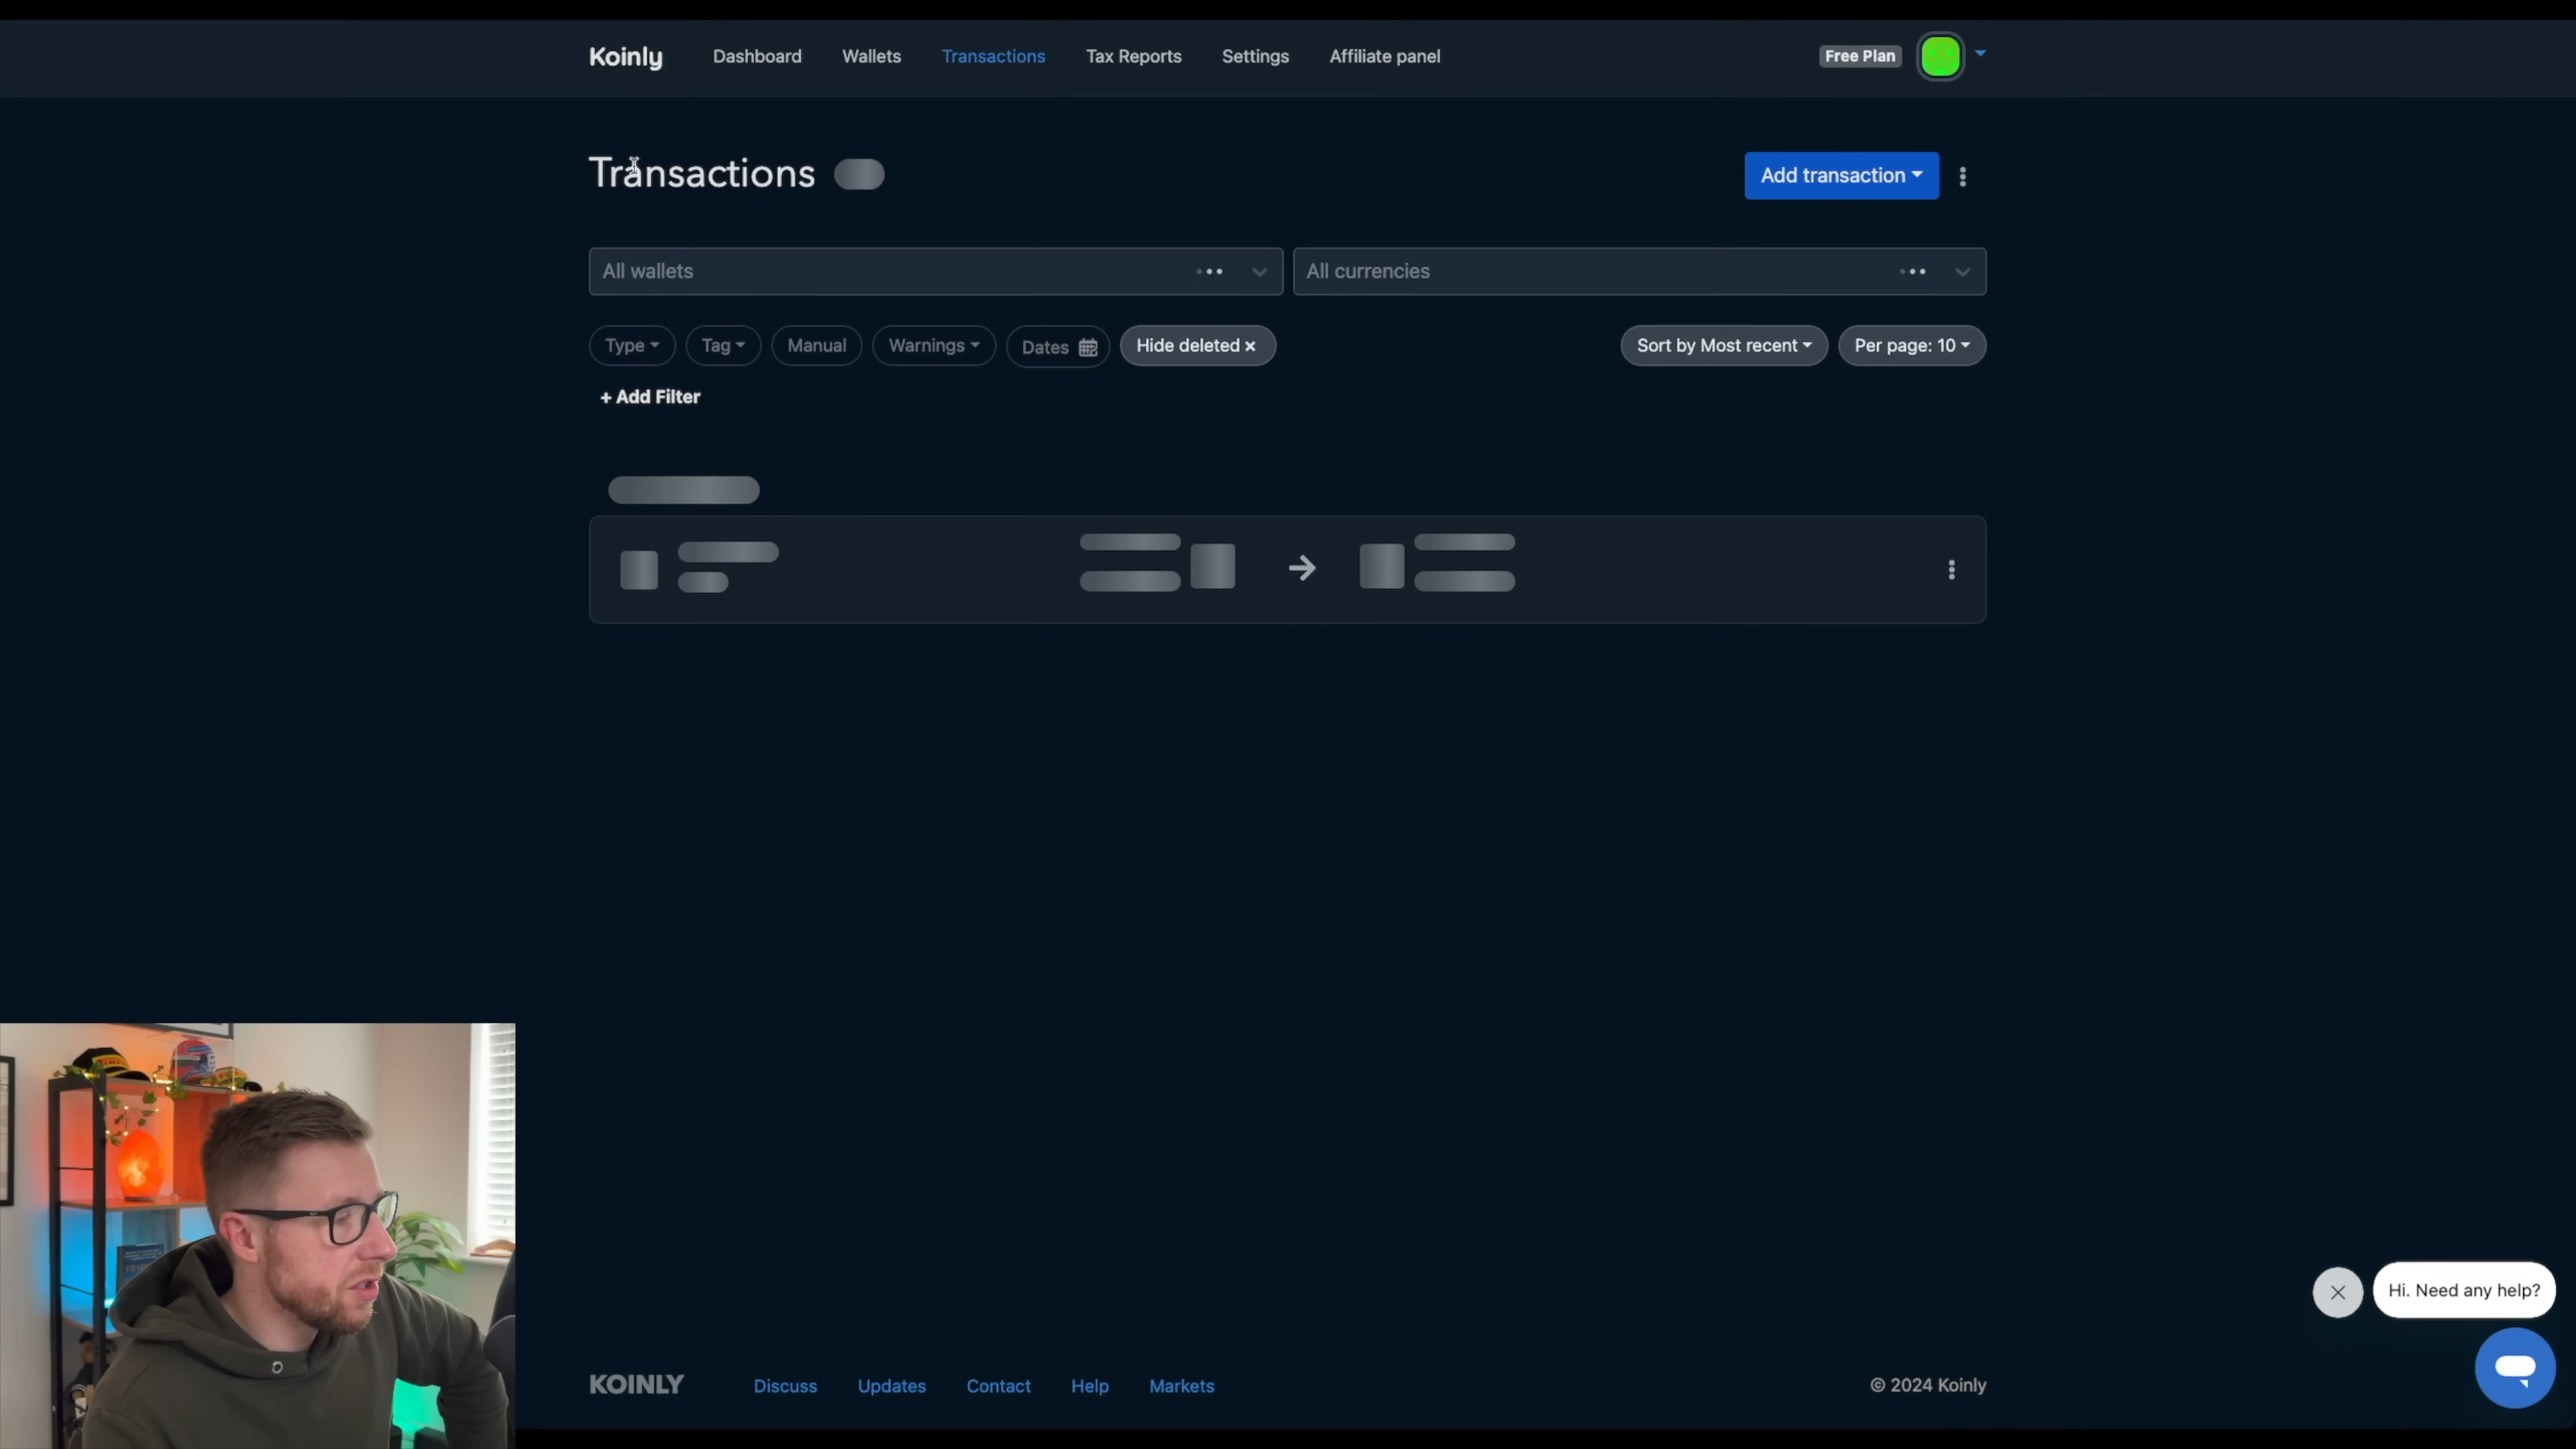 Koinly Dashboard Wallets Transactions Tax Reports Settings Affiliate panel Free Plan
Transactions Add transaction
All wallets All currencies
Type Tag Manual Warnings Dates Hide deleted × Sort by Most recent Per page: 10
+ Add Filter
Hi. Need any help?
KOINLY Discuss Updates Contact Help Markets © 2024 Koinly